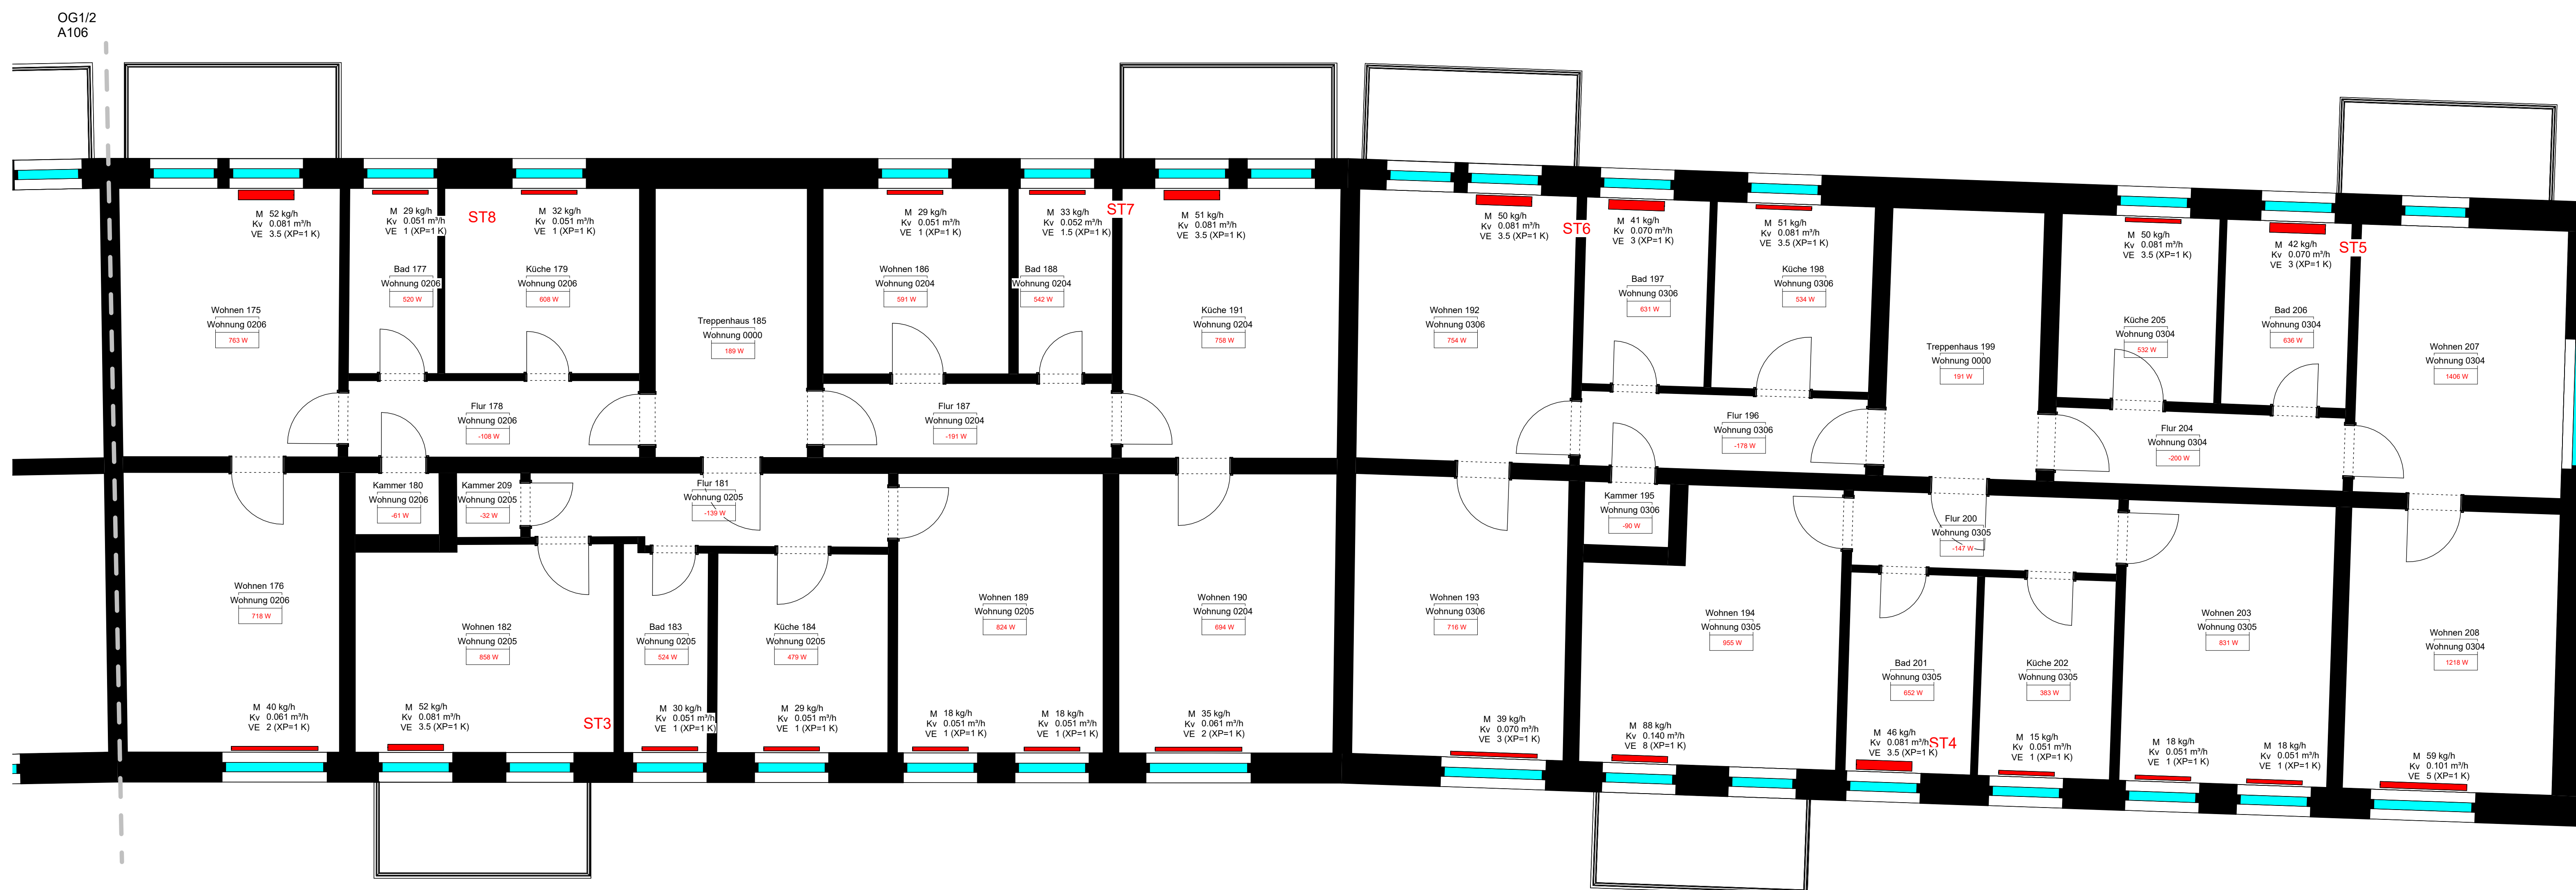 OG1/2
A106
M 52 kg/h
Kv 0.081 m³/h
VE 3.5 (XP=1 K)
M 29 kg/h
Kv 0.051 m³/h
VE 1 (XP=1 K)
ST8
M 32 kg/h
Kv 0.051 m³/h
VE 1 (XP=1 K)
M 29 kg/h
Kv 0.051 m³/h
VE 1 (XP=1 K)
M 33 kg/h
Kv 0.052 m³/h
VE 1.5 (XP=1 K)
ST7
M 51 kg/h
Kv 0.081 m³/h
VE 3.5 (XP=1 K)
M 50 kg/h
Kv 0.081 m³/h
VE 3.5 (XP=1 K)
ST6
M 41 kg/h
Kv 0.070 m³/h
VE 3 (XP=1 K)
M 51 kg/h
Kv 0.081 m³/h
VE 3.5 (XP=1 K)
M 50 kg/h
Kv 0.081 m³/h
VE 3.5 (XP=1 K)
M 42 kg/h
Kv 0.070 m³/h
VE 3 (XP=1 K)
ST5
Wohnen 175
Wohnung 0206
763 W
Bad 177
Wohnung 0206
520 W
Küche 179
Wohnung 0206
608 W
Treppenhaus 185
Wohnung 0000
189 W
Wohnen 186
Wohnung 0204
591 W
Bad 188
Wohnung 0204
542 W
Küche 191
Wohnung 0204
758 W
Wohnen 192
Wohnung 0306
754 W
Bad 197
Wohnung 0306
631 W
Küche 198
Wohnung 0306
534 W
Treppenhaus 199
Wohnung 0000
191 W
Küche 205
Wohnung 0304
532 W
Bad 206
Wohnung 0304
636 W
Wohnen 207
Wohnung 0304
1406 W
Flur 178
Wohnung 0206
-108 W
Flur 187
Wohnung 0204
-191 W
Flur 196
Wohnung 0306
-178 W
Flur 204
Wohnung 0304
-200 W
Kammer 180
Wohnung 0206
-61 W
Kammer 209
Wohnung 0205
-32 W
Flur 181
Wohnung 0205
-139 W
Kammer 195
Wohnung 0306
-90 W
Flur 200
Wohnung 0305
-147 W
Wohnen 176
Wohnung 0206
718 W
Wohnen 182
Wohnung 0205
858 W
Bad 183
Wohnung 0205
524 W
Küche 184
Wohnung 0205
479 W
Wohnen 189
Wohnung 0205
824 W
Wohnen 190
Wohnung 0204
694 W
Wohnen 193
Wohnung 0306
716 W
Wohnen 194
Wohnung 0305
955 W
Bad 201
Wohnung 0305
652 W
Küche 202
Wohnung 0305
383 W
Wohnen 203
Wohnung 0305
831 W
Wohnen 208
Wohnung 0304
1218 W
M 40 kg/h
Kv 0.061 m³/h
VE 2 (XP=1 K)
M 52 kg/h
Kv 0.081 m³/h
VE 3.5 (XP=1 K)
ST3
M 30 kg/h
Kv 0.051 m³/h
VE 1 (XP=1 K)
M 29 kg/h
Kv 0.051 m³/h
VE 1 (XP=1 K)
M 18 kg/h
Kv 0.051 m³/h
VE 1 (XP=1 K)
M 18 kg/h
Kv 0.051 m³/h
VE 1 (XP=1 K)
M 35 kg/h
Kv 0.061 m³/h
VE 2 (XP=1 K)
M 39 kg/h
Kv 0.070 m³/h
VE 3 (XP=1 K)
M 88 kg/h
Kv 0.140 m³/h
VE 8 (XP=1 K)
M 46 kg/h
Kv 0.081 m³/h
VE 3.5 (XP=1 K)
ST4
M 15 kg/h
Kv 0.051 m³/h
VE 1 (XP=1 K)
M 18 kg/h
Kv 0.051 m³/h
VE 1 (XP=1 K)
M 18 kg/h
Kv 0.051 m³/h
VE 1 (XP=1 K)
M 59 kg/h
Kv 0.101 m³/h
VE 5 (XP=1 K)